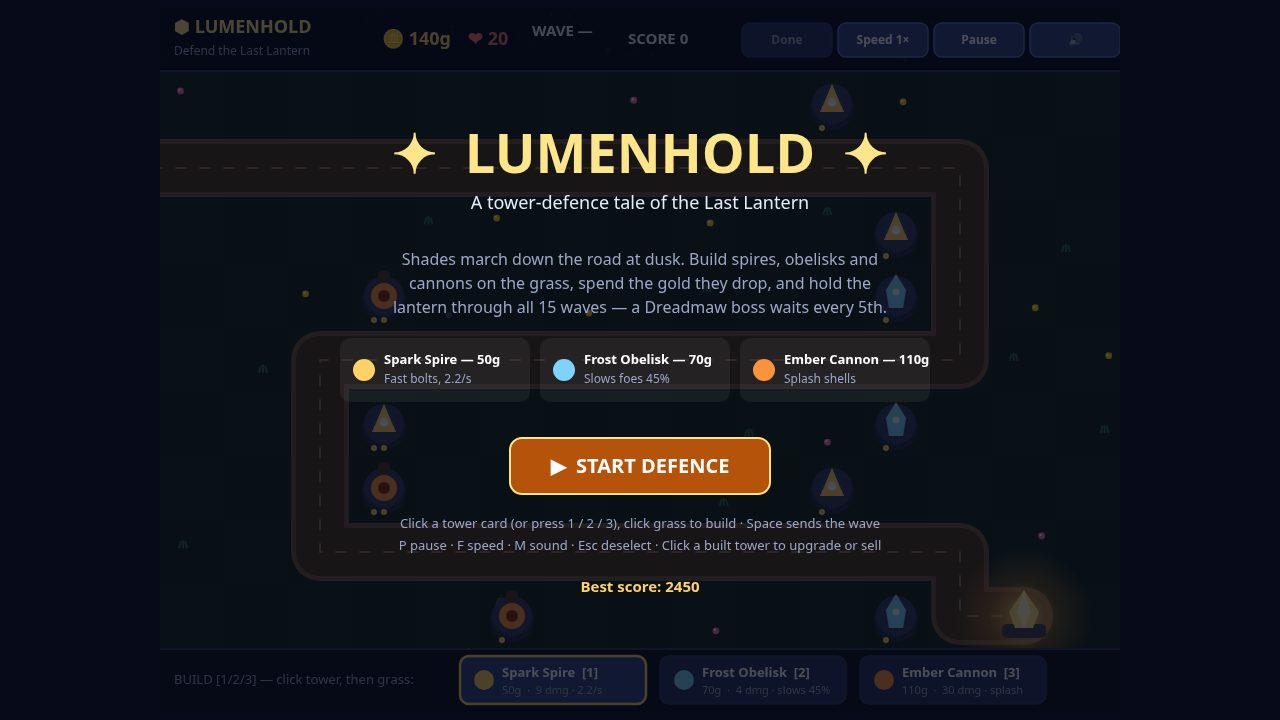 ⬢ LUMENHOLD
Defend the Last Lantern
140g
❤ 20
WAVE —
SCORE 0
Done
Speed 1×
Pause
✦ LUMENHOLD ✦
A tower-defence tale of the Last Lantern
Shades march down the road at dusk. Build spires, obelisks and
cannons on the grass, spend the gold they drop, and hold the
lantern through all 15 waves — a Dreadmaw boss waits every 5th.
Spark Spire — 50g
Fast bolts, 2.2/s
Frost Obelisk — 70g
Slows foes 45%
Ember Cannon — 110g
Splash shells
▶ START DEFENCE
Click a tower card (or press 1 / 2 / 3), click grass to build · Space sends the wave
P pause · F speed · M sound · Esc deselect · Click a built tower to upgrade or sell
Best score: 2450
BUILD [1/2/3] — click tower, then grass:
Spark Spire [1]
50g · 9 dmg · 2.2/s
Frost Obelisk [2]
70g · 4 dmg · slows 45%
Ember Cannon [3]
110g · 30 dmg · splash